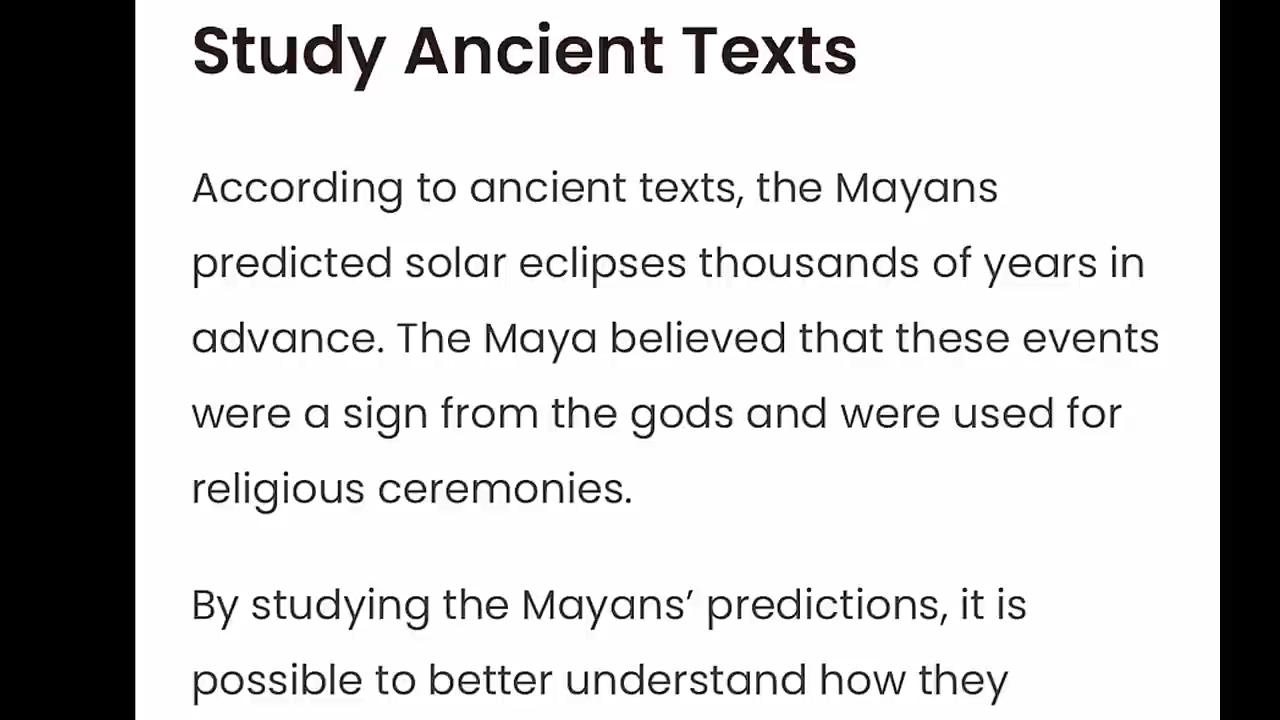 Study Ancient Texts
According to ancient texts, the Mayans
predicted solar eclipses thousands of years in
advance. The Maya believed that these events
were a sign from the gods and were used for
religious ceremonies.
By studying the Mayans’ predictions, it is
possible to better understand how they